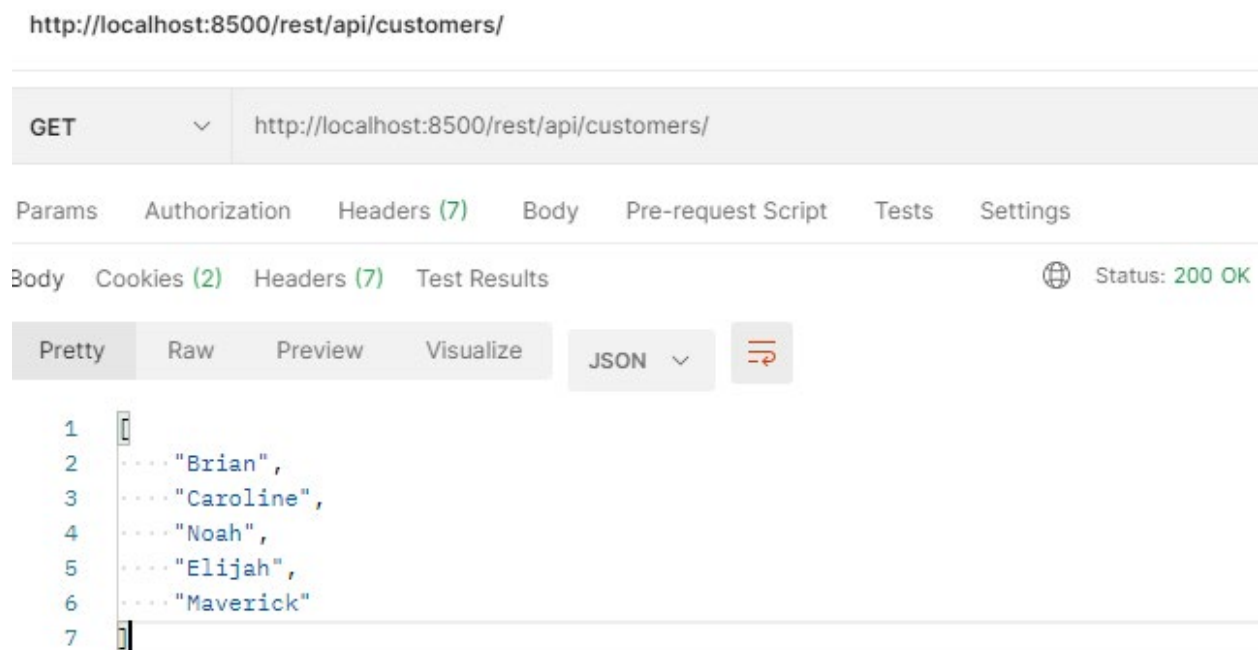 http://localhost:8500/rest/api/customers/
GET http://localhost:8500/rest/api/customers/
Params Authorization Headers (7) Body Pre-request Script Tests Settings
Body Cookies (2) Headers (7) Test Results Status: 200 OK
Pretty Raw Preview Visualize JSON
1 [
2 ····"Brian",
3 ····"Caroline",
4 ····"Noah",
5 ····"Elijah",
6 ····"Maverick"
7 ]